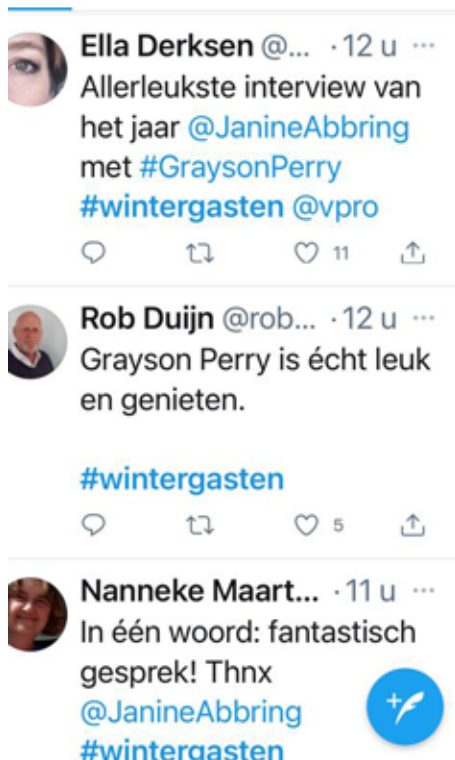 Ella Derksen @... · 12 u ...
Allerleukste interview van
het jaar @JanineAbbring
met #GraysonPerry
#wintergasten @vpro
11
Rob Duijn @rob... · 12 u ...
Grayson Perry is écht leuk
en genieten.
#wintergasten
5
Nanneke Maart... · 11 u ...
In één woord: fantastisch
gesprek! Thnx
@JanineAbbring
#wintergasten